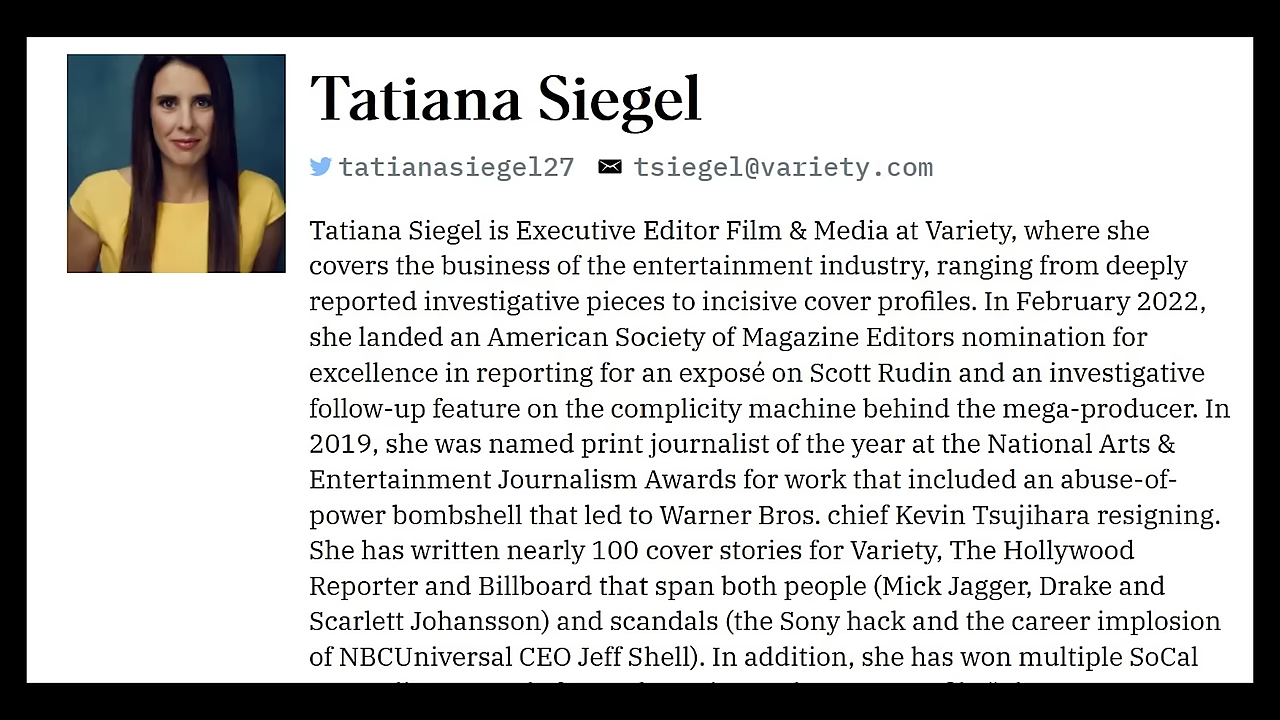 Tatiana Siegel
tatianasiegel27 tsiegel@variety.com
Tatiana Siegel is Executive Editor Film & Media at Variety, where she
covers the business of the entertainment industry, ranging from deeply
reported investigative pieces to incisive cover profiles. In February 2022,
she landed an American Society of Magazine Editors nomination for
excellence in reporting for an exposé on Scott Rudin and an investigative
follow-up feature on the complicity machine behind the mega-producer. In
2019, she was named print journalist of the year at the National Arts &
Entertainment Journalism Awards for work that included an abuse-of-
power bombshell that led to Warner Bros. chief Kevin Tsujihara resigning.
She has written nearly 100 cover stories for Variety, The Hollywood
Reporter and Billboard that span both people (Mick Jagger, Drake and
Scarlett Johansson) and scandals (the Sony hack and the career implosion
of NBCUniversal CEO Jeff Shell). In addition, she has won multiple SoCal